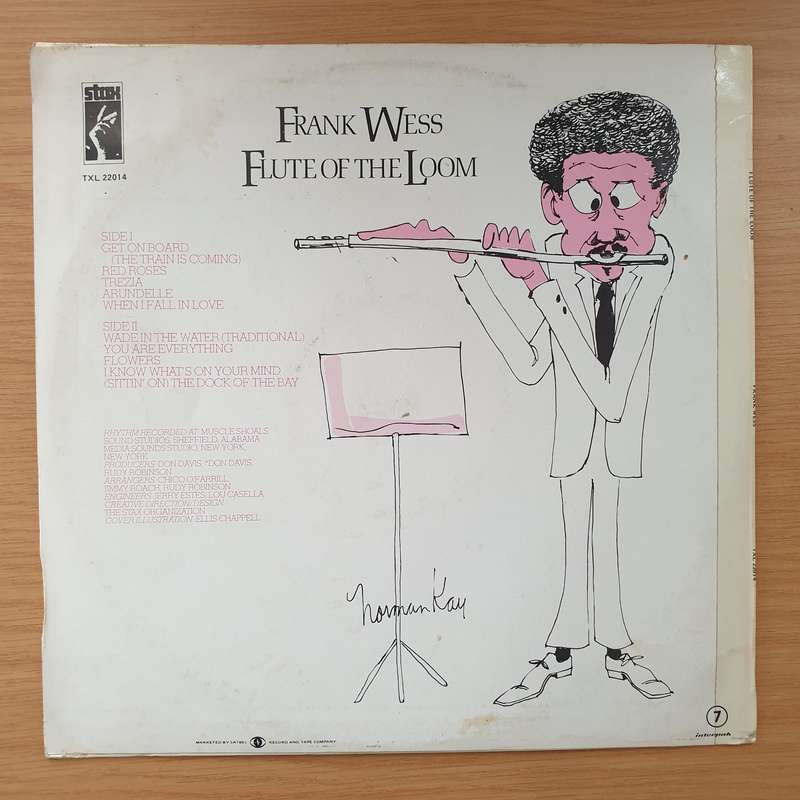 stax
TXL 22014
FRANK WESS
FLUTE OF THE LOOM
SIDE I
GET ON BOARD
(THE TRAIN IS COMING)
RED ROSES
TREZIA
ARUNDELLE
WHEN I FALL IN LOVE
SIDE II
WADE IN THE WATER (TRADITIONAL)
YOU ARE EVERYTHING
FLOWERS
I KNOW WHAT'S ON YOUR MIND
(SITTIN' ON) THE DOCK OF THE BAY
RHYTHM RECORDED AT: MUSCLE SHOALS
SOUND STUDIOS, SHEFFIELD, ALABAMA
MEDIA SOUNDS STUDIO, NEW YORK,
NEW YORK
PRODUCERS: DON DAVIS, *DON DAVIS,
RUDY ROBINSON
ARRANGERS: CHICO O'FARRILL,
JIMMY ROACH, RUDY ROBINSON
ENGINEERS: JERRY ESTES, LOU CASELLA
CREATIVE DIRECTION/DESIGN:
THE STAX ORGANIZATION
COVER ILLUSTRATION: ELLIS CHAPPELL
Norman Kay
FLUTE OF THE LOOM
FRANK WESS
TXL 22014
MARKETED BY SATBEL RECORD AND TAPE COMPANY
7
interpak